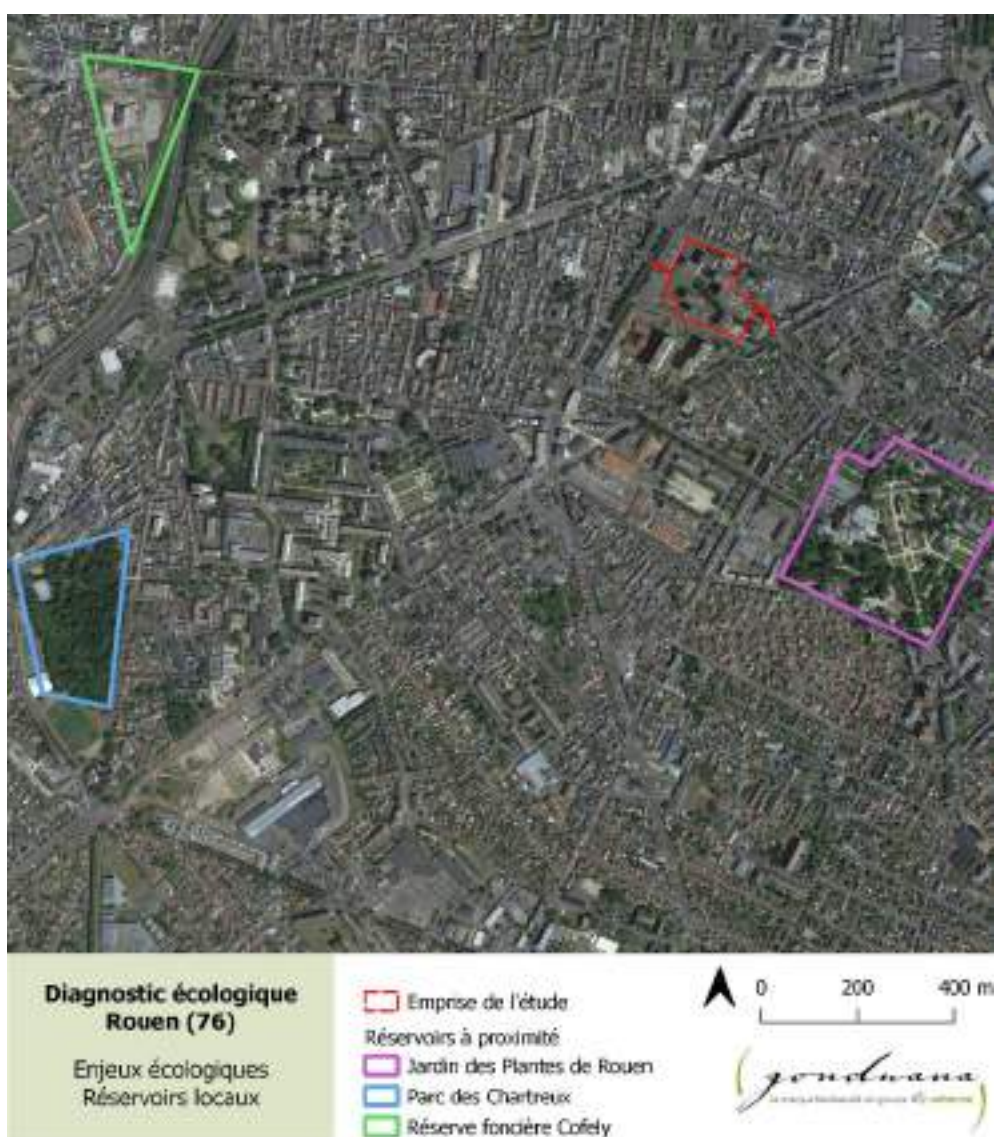 Diagnostic écologique
Rouen (76)
Enjeux écologiques
Réservoirs locaux
Emprise de l'étude
Réservoirs à proximité
Jardin des Plantes de Rouen
Parc des Chartreux
Réserve foncière Cofely
0 200 400 m
gondwana